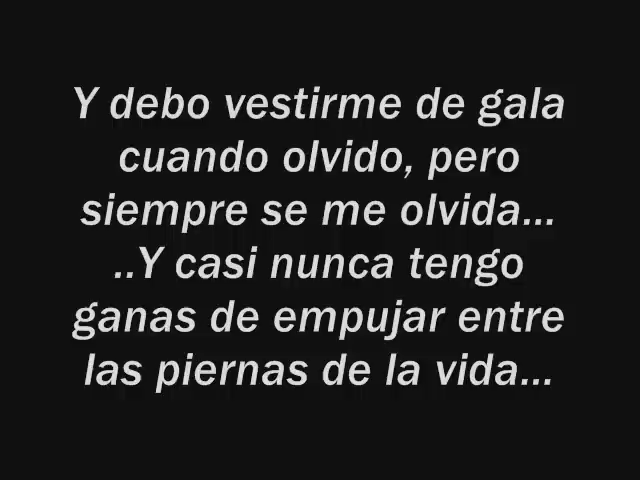 Y debo vestirme de gala
cuando olvido, pero
siempre se me olvida...
..Y casi nunca tengo
ganas de empujar entre
las piernas de la vida...